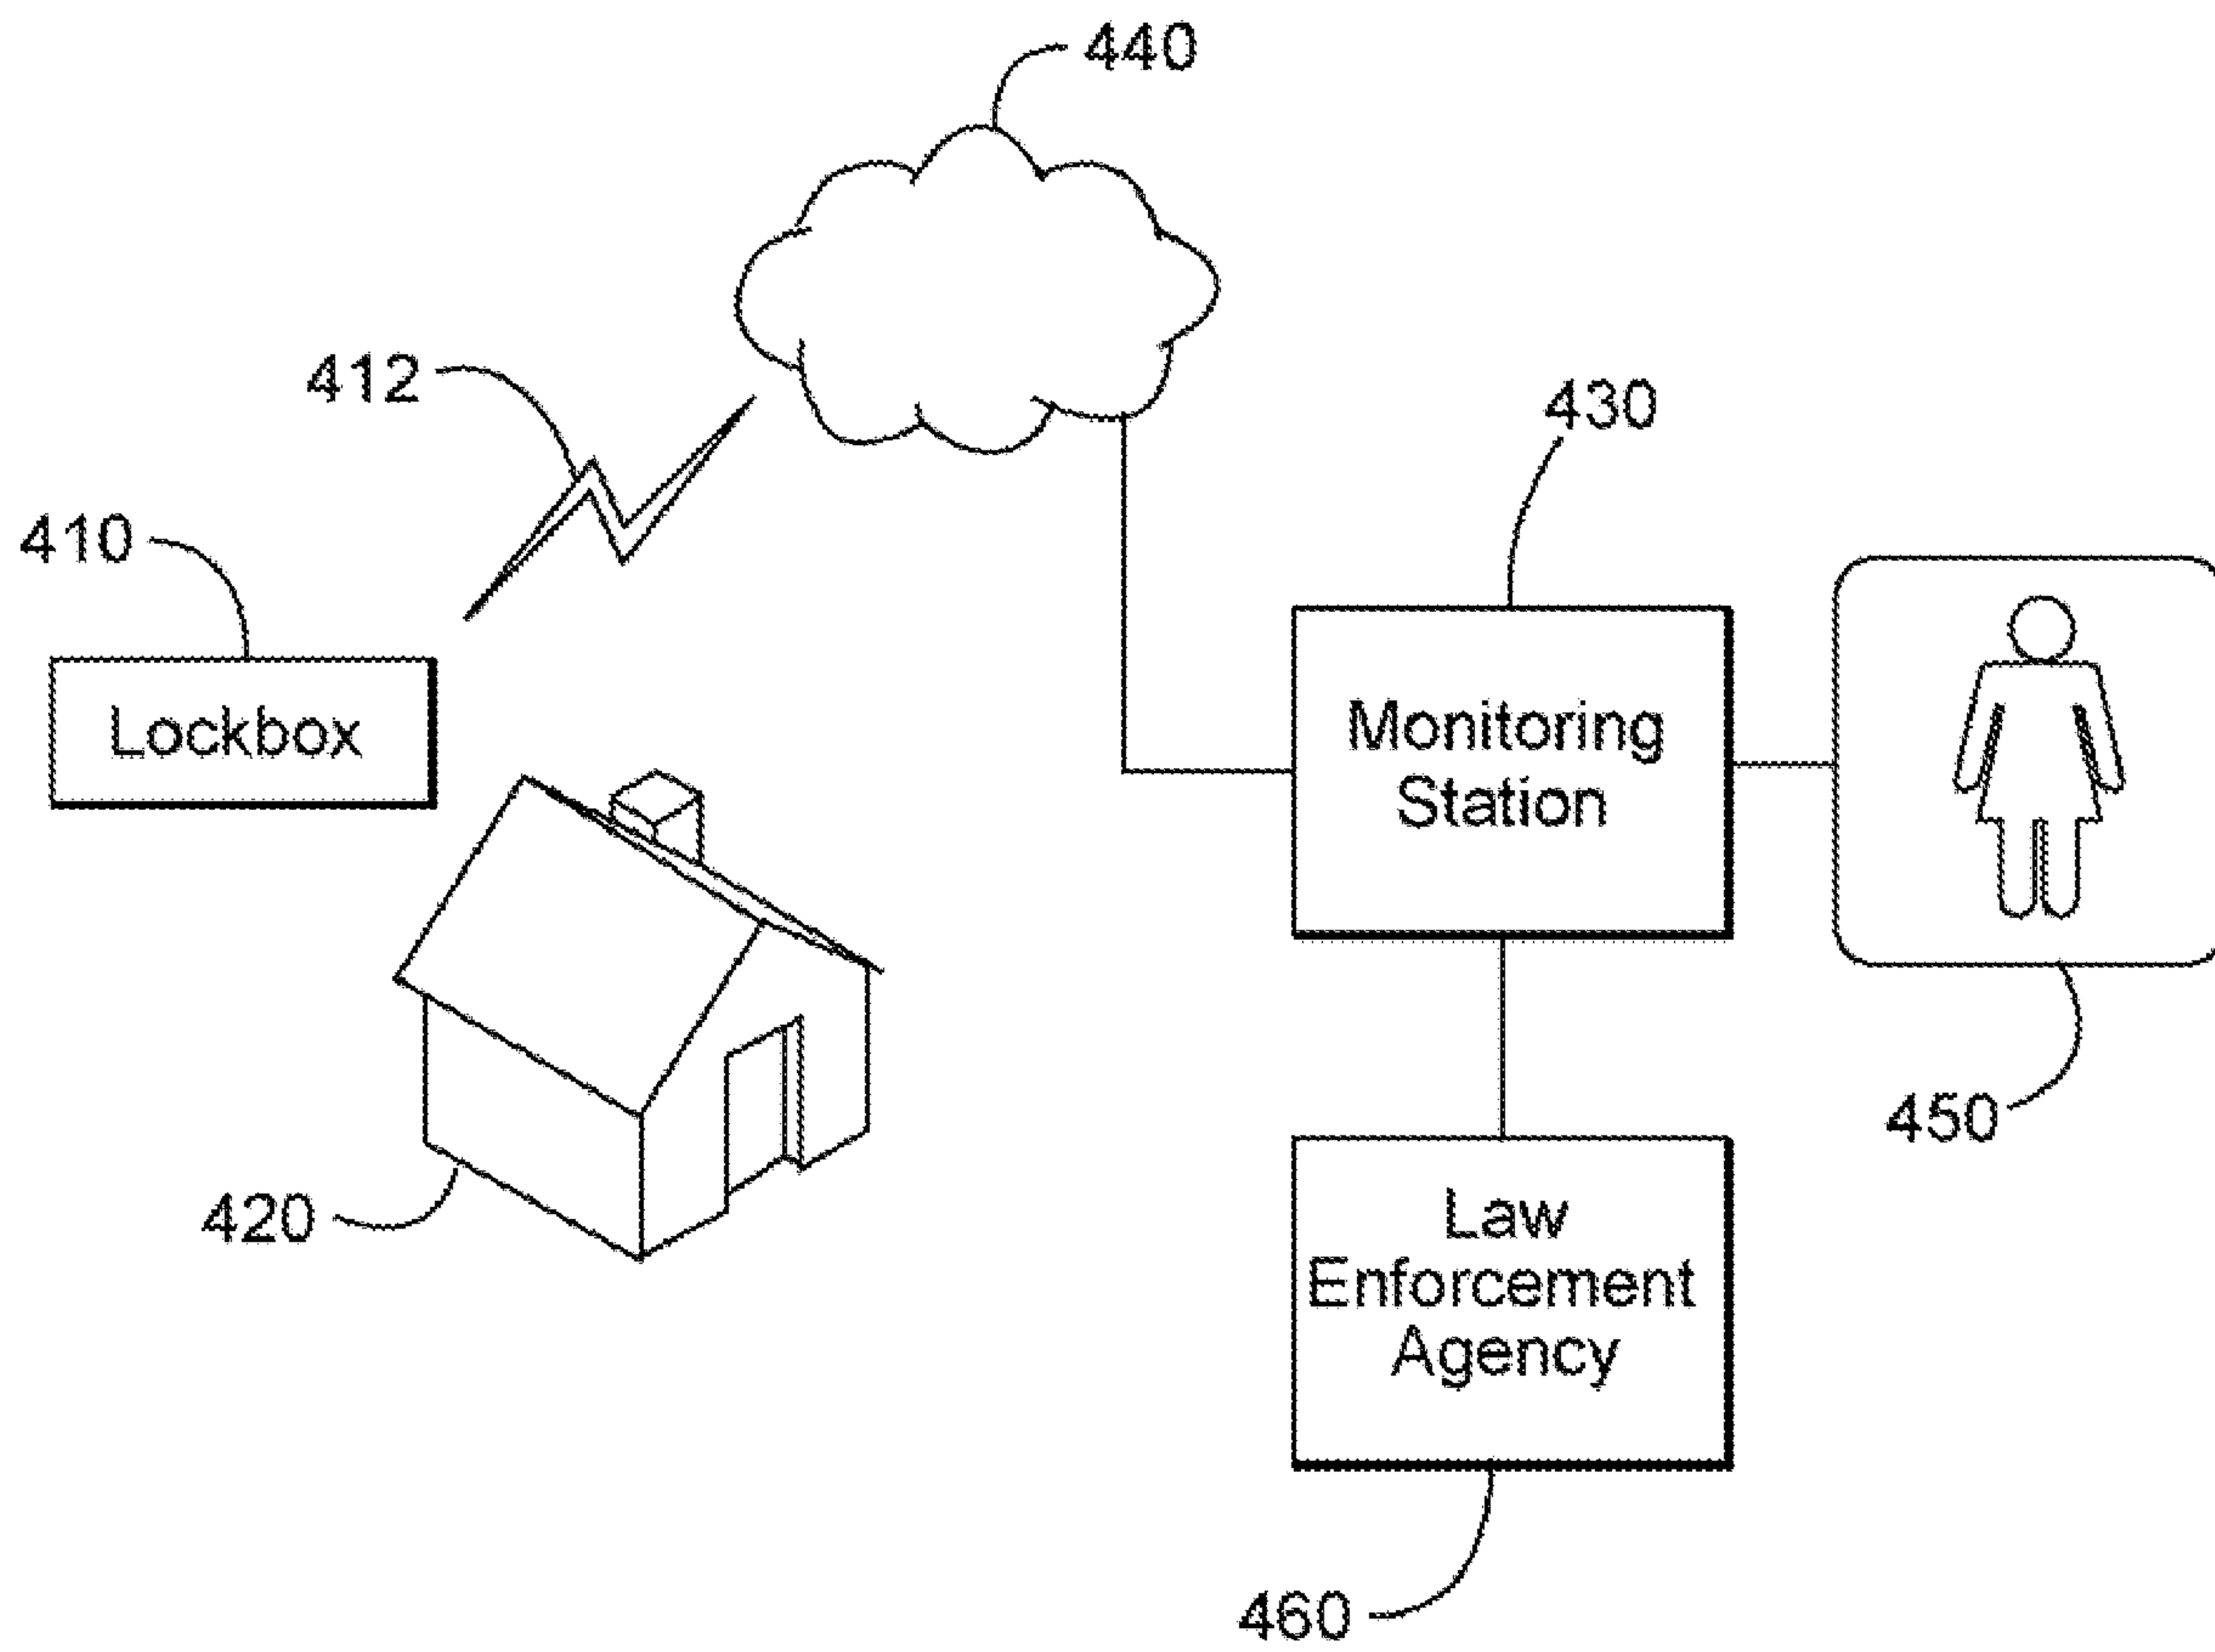 440
412
430
410
Lockbox
Monitoring
Station
450
420
Law
Enforcement
Agency
460